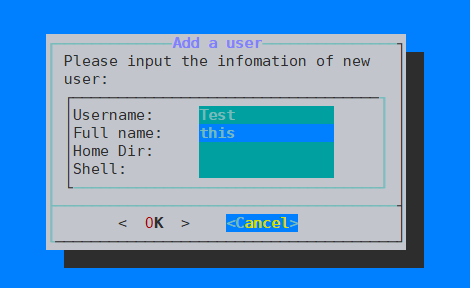 Add a user
Please input the infomation of new
user:
Username: Test
Full name: this
Home Dir:
Shell:
< OK > <Cancel>